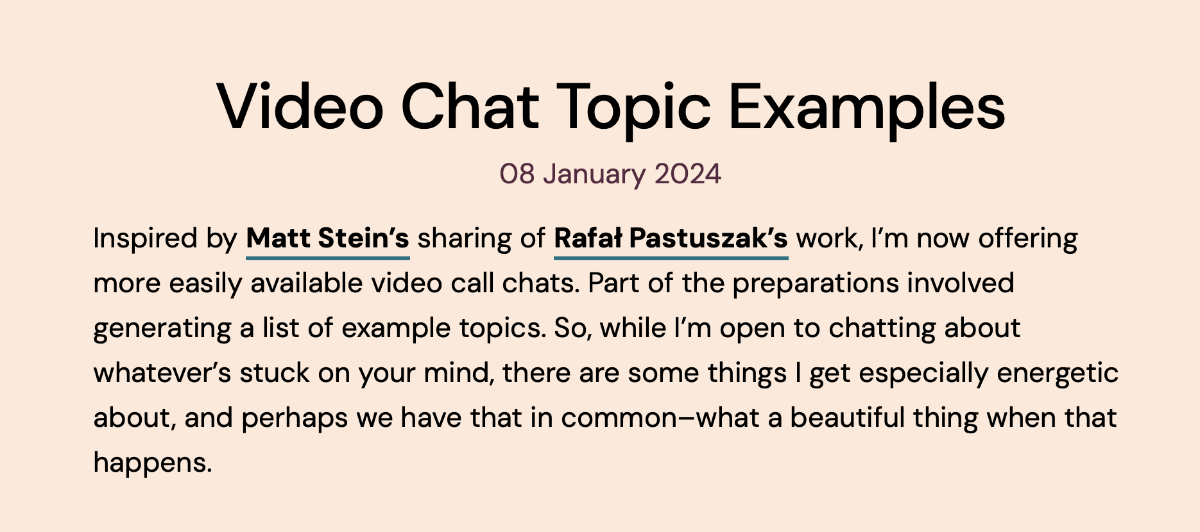 Video Chat Topic Examples
08 January 2024
Inspired by Matt Stein’s sharing of Rafał Pastuszak’s work, I’m now offering
more easily available video call chats. Part of the preparations involved
generating a list of example topics. So, while I’m open to chatting about
whatever’s stuck on your mind, there are some things I get especially energetic
about, and perhaps we have that in common–what a beautiful thing when that
happens.